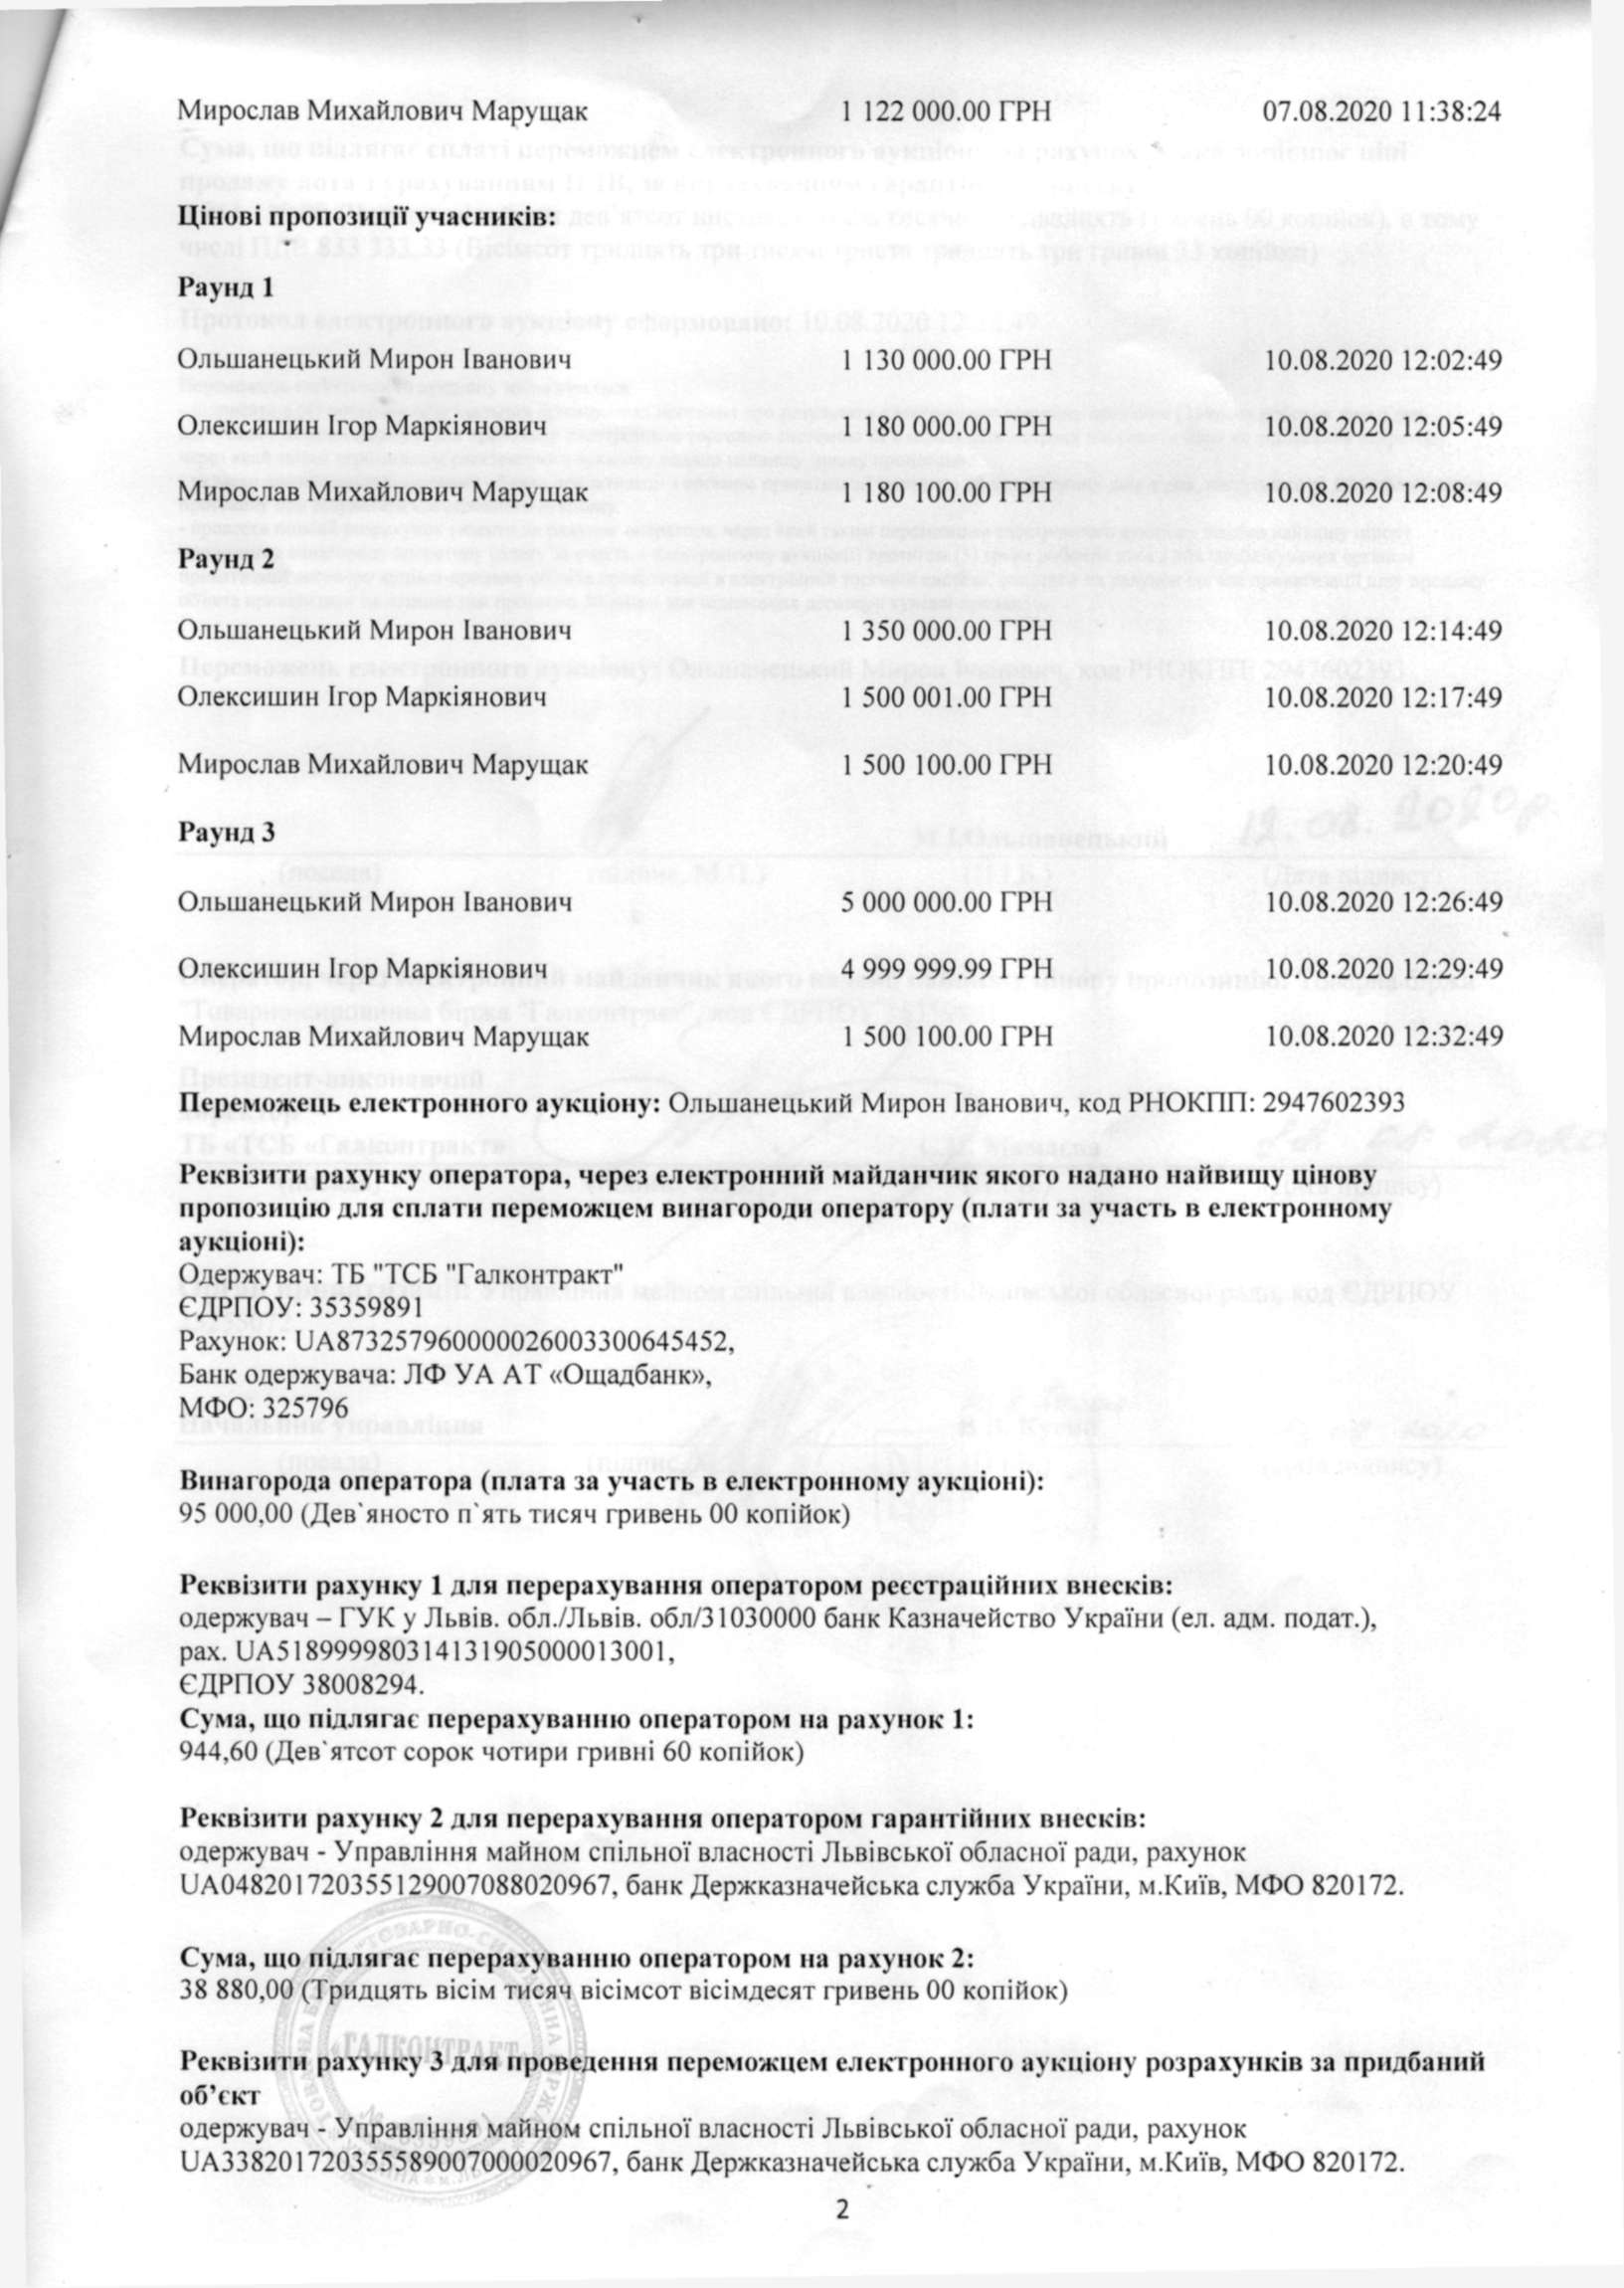 Мирослав Михайлович Марущак 1 122 000.00 ГРН 07.08.2020 11:38:24
Цінові пропозиції учасників:
Раунд 1
Ольшанецький Мирон Іванович 1 130 000.00 ГРН 10.08.2020 12:02:49
Олексишин Ігор Маркіянович 1 180 000.00 ГРН 10.08.2020 12:05:49
Мирослав Михайлович Марущак 1 180 100.00 ГРН 10.08.2020 12:08:49
Раунд 2
Ольшанецький Мирон Іванович 1 350 000.00 ГРН 10.08.2020 12:14:49
Олексишин Ігор Маркіянович 1 500 001.00 ГРН 10.08.2020 12:17:49
Мирослав Михайлович Марущак 1 500 100.00 ГРН 10.08.2020 12:20:49
Раунд 3
Ольшанецький Мирон Іванович 5 000 000.00 ГРН 10.08.2020 12:26:49
Олексишин Ігор Маркіянович 4 999 999.99 ГРН 10.08.2020 12:29:49
Мирослав Михайлович Марущак 1 500 100.00 ГРН 10.08.2020 12:32:49
Переможець електронного аукціону: Ольшанецький Мирон Іванович, код РНОКПП: 2947602393
Реквізити рахунку оператора, через електронний майданчик якого надано найвищу цінову
пропозицію для сплати переможцем винагороди оператору (плати за участь в електронному
аукціоні):
Одержувач: ТБ "ТСБ "Галконтракт"
ЄДРПОУ: 35359891
Рахунок: UA873257960000026003300645452,
Банк одержувача: ЛФ УА АТ «Ощадбанк»,
МФО: 325796
Винагорода оператора (плата за участь в електронному аукціоні):
95 000,00 (Дев`яносто п`ять тисяч гривень 00 копійок)
Реквізити рахунку 1 для перерахування оператором реєстраційних внесків:
одержувач – ГУК у Львів. обл./Львів. обл/31030000 банк Казначейство України (ел. адм. подат.),
рах. UA518999980314131905000013001,
ЄДРПОУ 38008294.
Сума, що підлягає перерахуванню оператором на рахунок 1:
944,60 (Дев`ятсот сорок чотири гривні 60 копійок)
Реквізити рахунку 2 для перерахування оператором гарантійних внесків:
одержувач - Управління майном спільної власності Львівської обласної ради, рахунок
UA048201720355129007088020967, банк Держказначейська служба України, м.Київ, МФО 820172.
Сума, що підлягає перерахуванню оператором на рахунок 2:
38 880,00 (Тридцять вісім тисяч вісімсот вісімдесят гривень 00 копійок)
Реквізити рахунку 3 для проведення переможцем електронного аукціону розрахунків за придбаний
об’єкт
одержувач - Управління майном спільної власності Львівської обласної ради, рахунок
UA338201720355589007000020967, банк Держказначейська служба України, м.Київ, МФО 820172.
«ГАЛКОНТРАКТ»
2